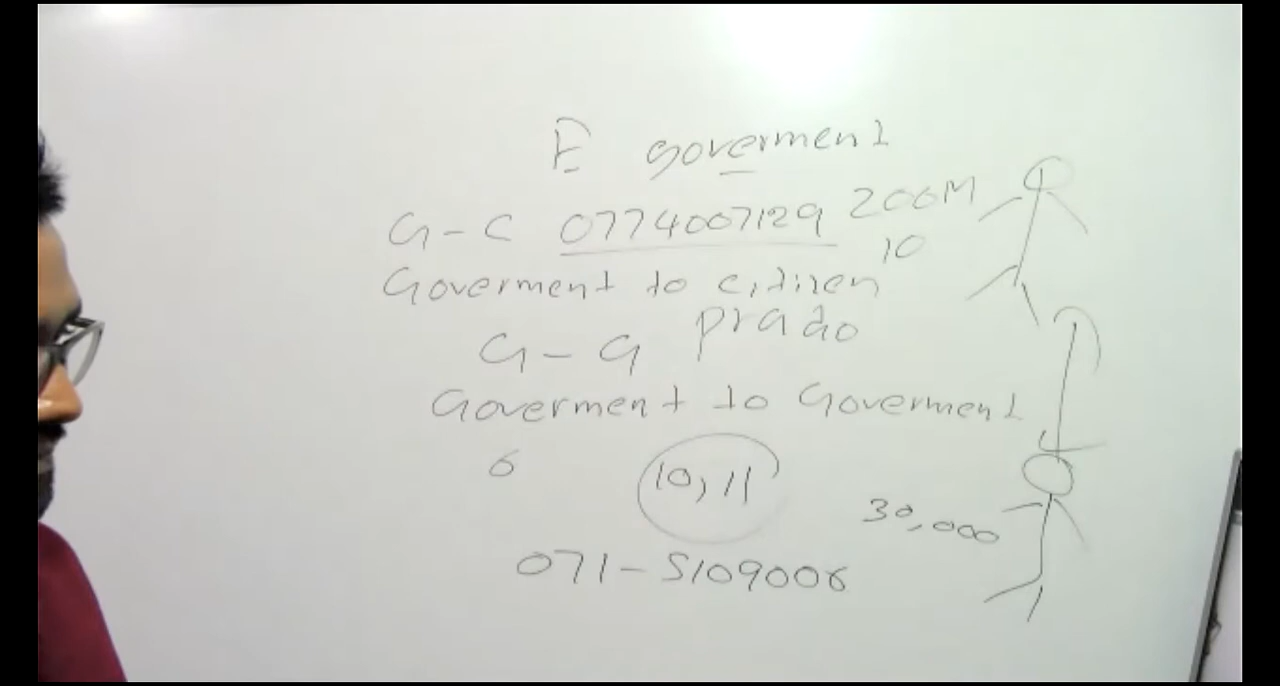 E goverment
G-C 0774007129 200M
10
Goverment to citizen
prado
G-G
Goverment to Goverment
6 10,11
30,000
071-5109006